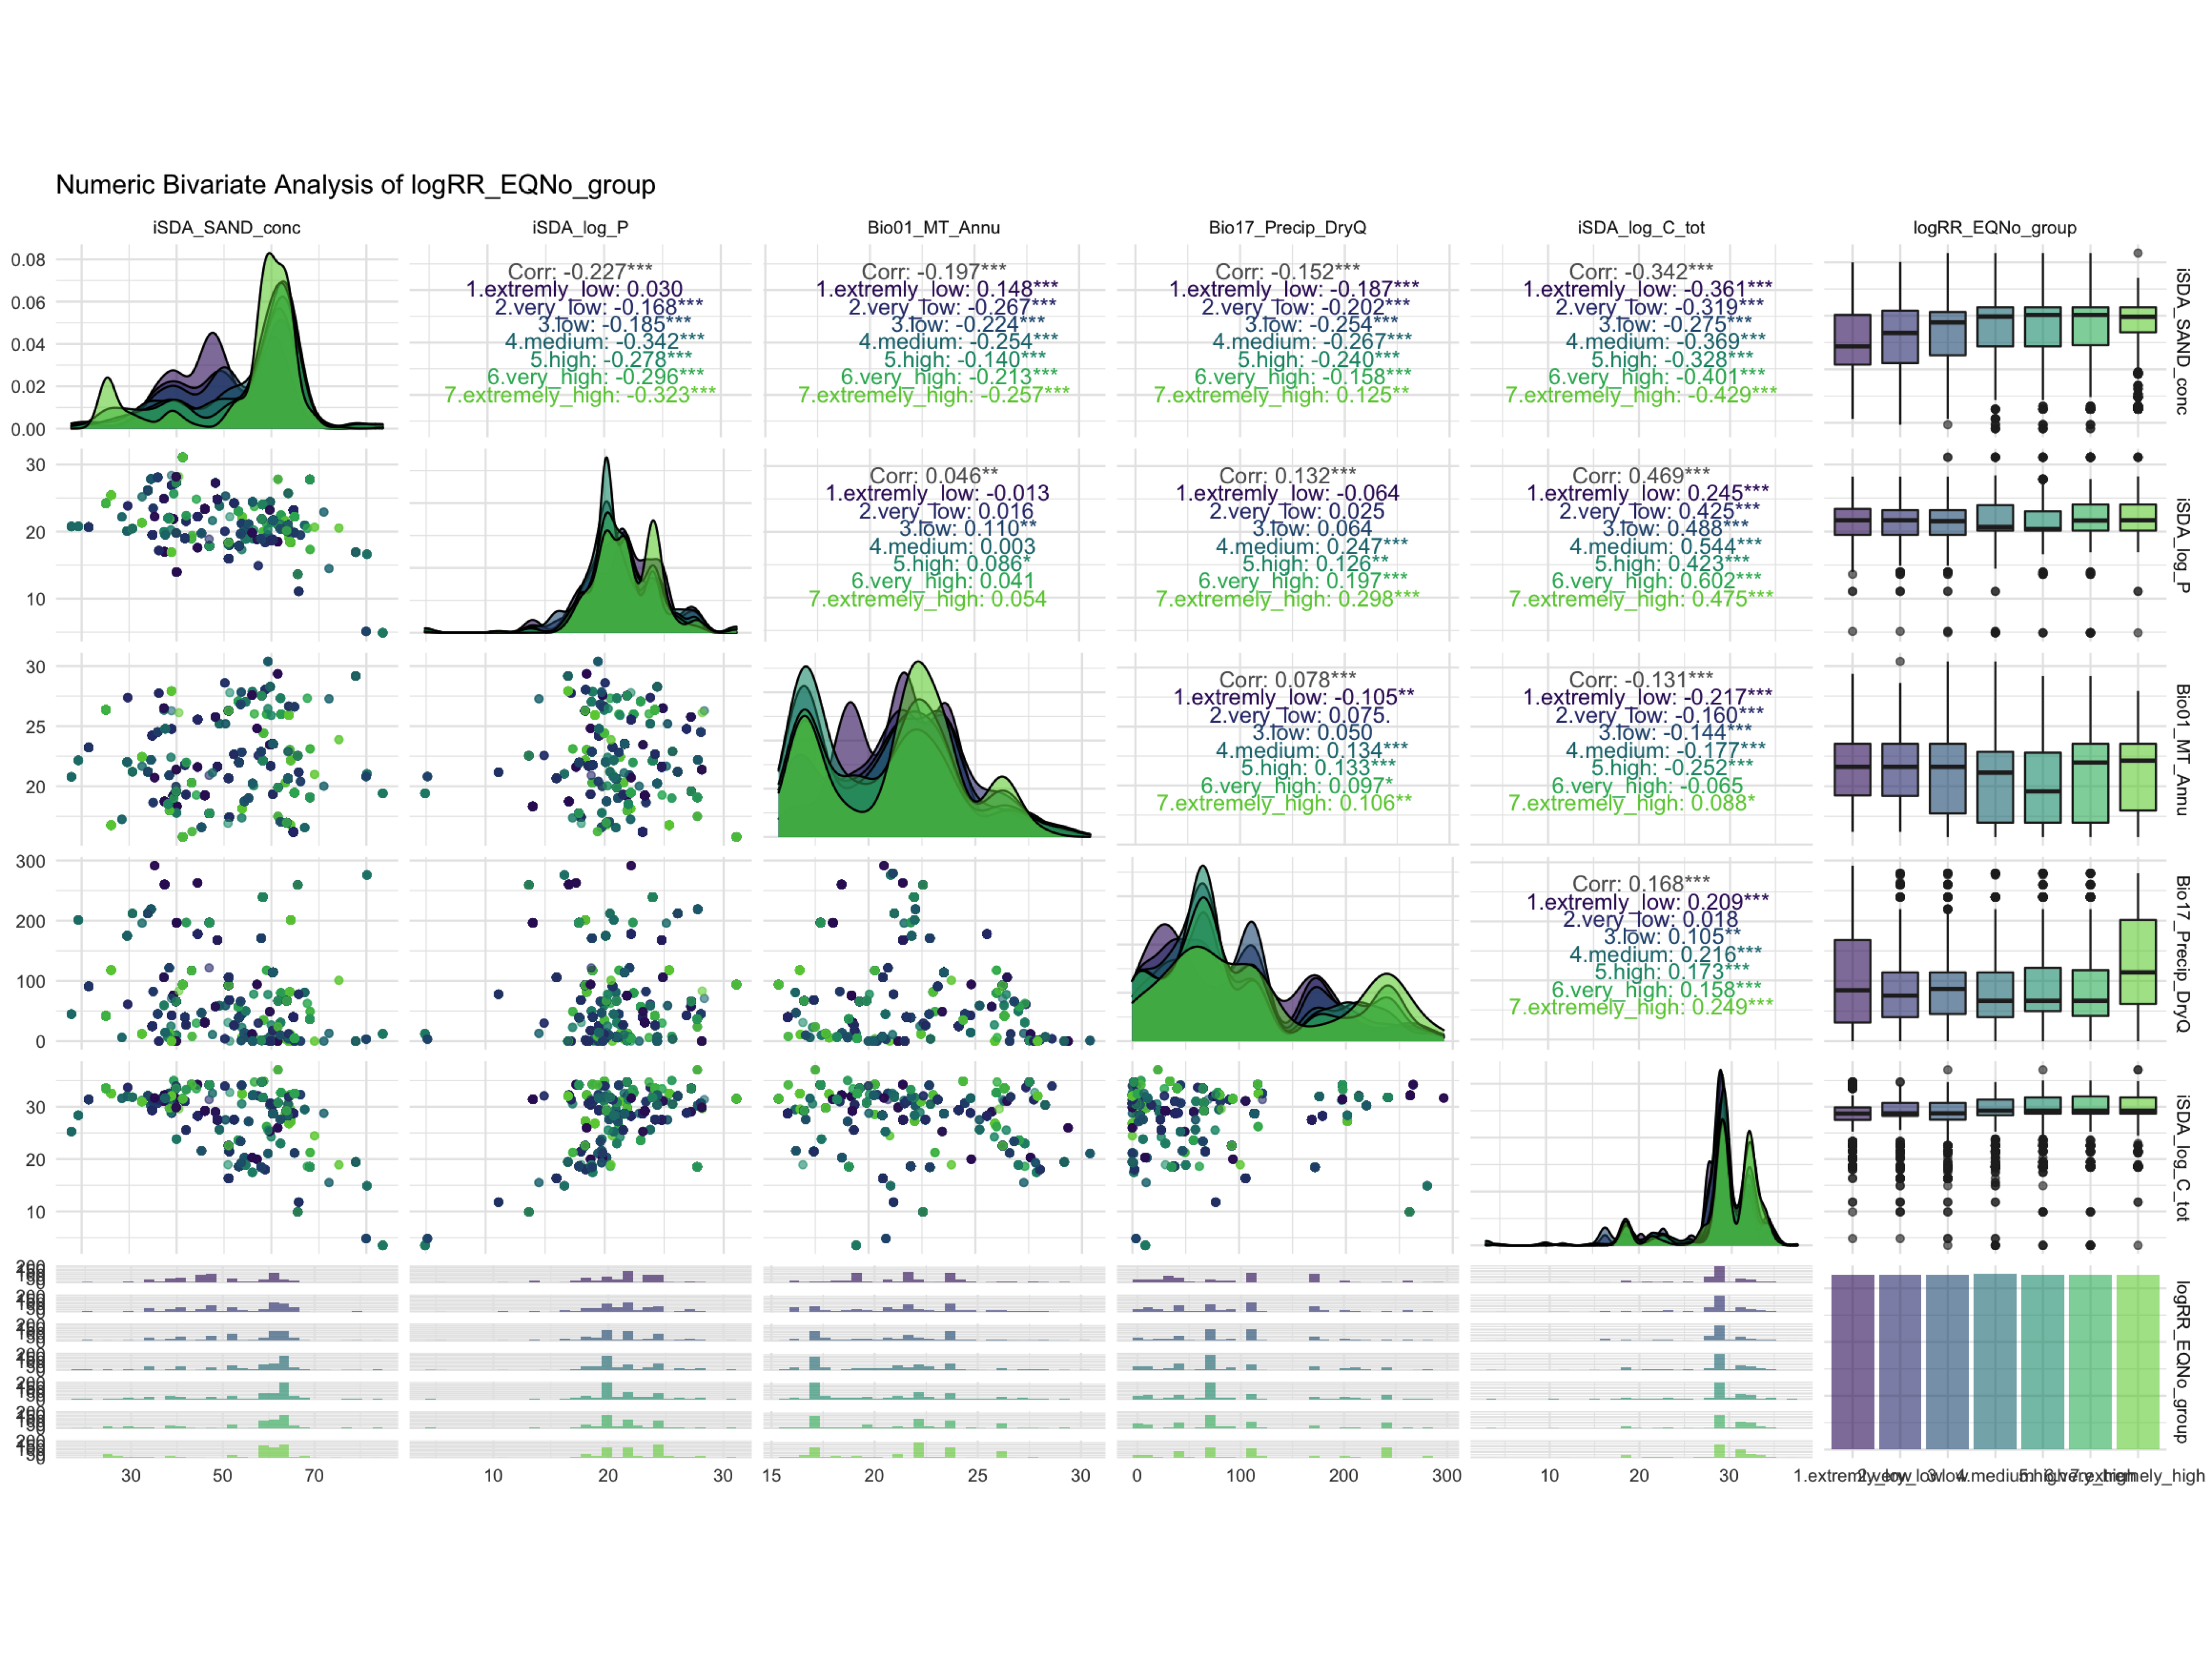 Numeric Bivariate Analysis of logRR_EQNo_group
iSDA_SAND_conc
iSDA_log_P
Bio01_MT_Annu
Bio17_Precip_DryQ
iSDA_log_C_tot
logRR_EQNo_group
0.08
0.06
0.04
0.02
0.00
Corr: -0.227***
1.extremly_low: 0.030
2.very_low: -0.168***
3.low: -0.185***
4.medium: -0.342***
5.high: -0.278***
6.very_high: -0.296***
7.extremely_high: -0.323***
Corr: -0.197***
1.extremly_low: 0.148***
2.very_low: -0.267***
3.low: -0.224***
4.medium: -0.254***
5.high: -0.140***
6.very_high: -0.213***
7.extremely_high: -0.257***
Corr: -0.152***
1.extremly_low: -0.187***
2.very_low: -0.202***
3.low: -0.254***
4.medium: -0.267***
5.high: -0.240***
6.very_high: -0.158***
7.extremely_high: 0.125**
Corr: -0.342***
1.extremly_low: -0.361***
2.very_low: -0.319***
3.low: -0.275***
4.medium: -0.369***
5.high: -0.328***
6.very_high: -0.401***
7.extremely_high: -0.429***
iSDA_SAND_conc
30
20
10
Corr: 0.046**
1.extremly_low: -0.013
2.very_low: 0.016
3.low: 0.110**
4.medium: 0.003
5.high: 0.086*
6.very_high: 0.041
7.extremely_high: 0.054
Corr: 0.132***
1.extremly_low: -0.064
2.very_low: 0.025
3.low: 0.064
4.medium: 0.247***
5.high: 0.126**
6.very_high: 0.197***
7.extremely_high: 0.298***
Corr: 0.469***
1.extremly_low: 0.245***
2.very_low: 0.425***
3.low: 0.488***
4.medium: 0.544***
5.high: 0.423***
6.very_high: 0.602***
7.extremely_high: 0.475***
iSDA_log_P
30
25
20
Corr: 0.078***
1.extremly_low: -0.105**
2.very_low: 0.075.
3.low: 0.050
4.medium: 0.134***
5.high: 0.133***
6.very_high: 0.097*
7.extremely_high: 0.106**
Corr: -0.131***
1.extremly_low: -0.217***
2.very_low: -0.160***
3.low: -0.144***
4.medium: -0.177***
5.high: -0.252***
6.very_high: -0.065
7.extremely_high: 0.088*
Bio01_MT_Annu
300
200
100
0
Corr: 0.168***
1.extremly_low: 0.209***
2.very_low: 0.018
3.low: 0.105**
4.medium: 0.216***
5.high: 0.173***
6.very_high: 0.158***
7.extremely_high: 0.249***
Bio17_Precip_DryQ
30
20
10
iSDA_log_C_tot
logRR_EQNo_group
30 50 70
10 20 30
15 20 25 30
0 100 200 300
10 20 30